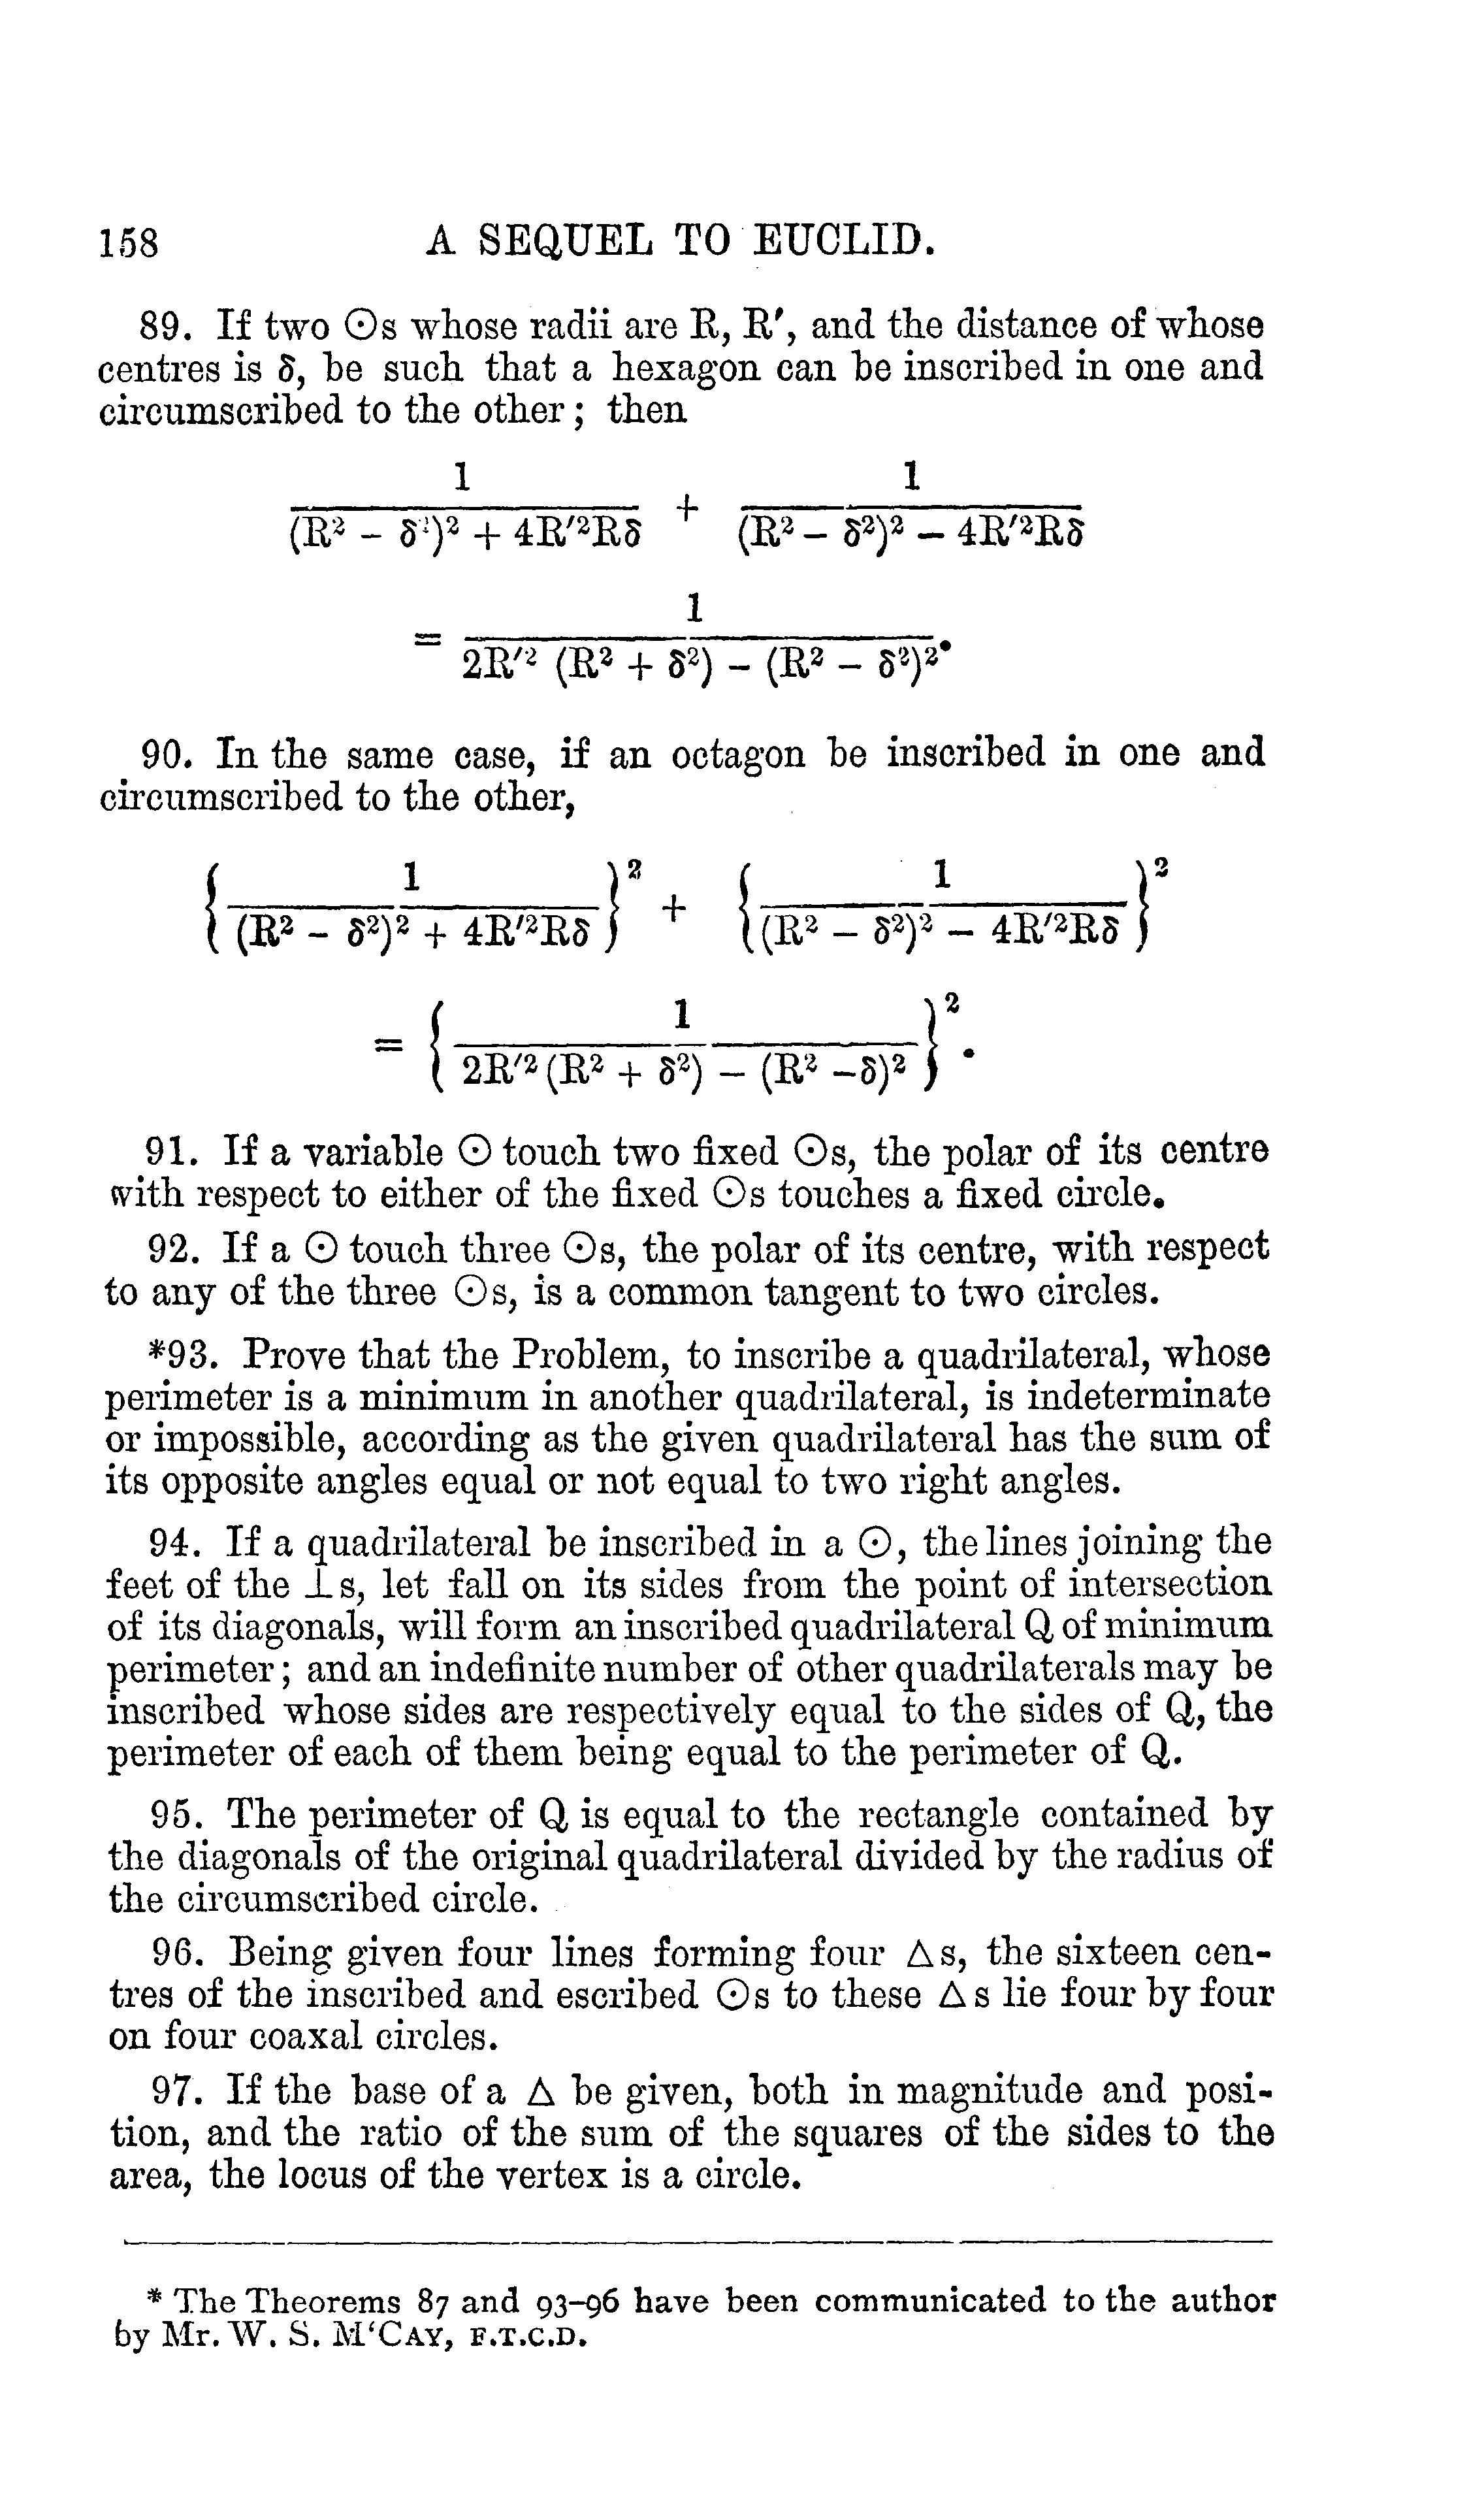 158 A SEQUEL TO EUCLID.
89. If two ⊙s whose radii are R, R′, and the distance of whose
centres is δ, be such that a hexagon can be inscribed in one and
circumscribed to the other; then
1 / ((R² − δ²)² + 4R′²Rδ) + 1 / ((R² − δ²)² − 4R′²Rδ)
= 1 / (2R′² (R² + δ²) − (R² − δ²)²).
90. In the same case, if an octagon be inscribed in one and
circumscribed to the other,
{1 / ((R² − δ²)² + 4R′²Rδ)}² + {1 / ((R² − δ²)² − 4R′²Rδ)}²
= {1 / (2R′² (R² + δ²) − (R² − δ)²)}².
91. If a variable ⊙ touch two fixed ⊙s, the polar of its centre
with respect to either of the fixed ⊙s touches a fixed circle.
92. If a ⊙ touch three ⊙s, the polar of its centre, with respect
to any of the three ⊙s, is a common tangent to two circles.
*93. Prove that the Problem, to inscribe a quadrilateral, whose
perimeter is a minimum in another quadrilateral, is indeterminate
or impossible, according as the given quadrilateral has the sum of
its opposite angles equal or not equal to two right angles.
94. If a quadrilateral be inscribed in a ⊙, the lines joining the
feet of the ⊥s, let fall on its sides from the point of intersection
of its diagonals, will form an inscribed quadrilateral Q of minimum
perimeter; and an indefinite number of other quadrilaterals may be
inscribed whose sides are respectively equal to the sides of Q, the
perimeter of each of them being equal to the perimeter of Q.
95. The perimeter of Q is equal to the rectangle contained by
the diagonals of the original quadrilateral divided by the radius of
the circumscribed circle.
96. Being given four lines forming four △s, the sixteen cen-
tres of the inscribed and escribed ⊙s to these △s lie four by four
on four coaxal circles.
97. If the base of a △ be given, both in magnitude and posi-
tion, and the ratio of the sum of the squares of the sides to the
area, the locus of the vertex is a circle.
* The Theorems 87 and 93–96 have been communicated to the author
by Mr. W. S. M‘CAY, F.T.C.D.